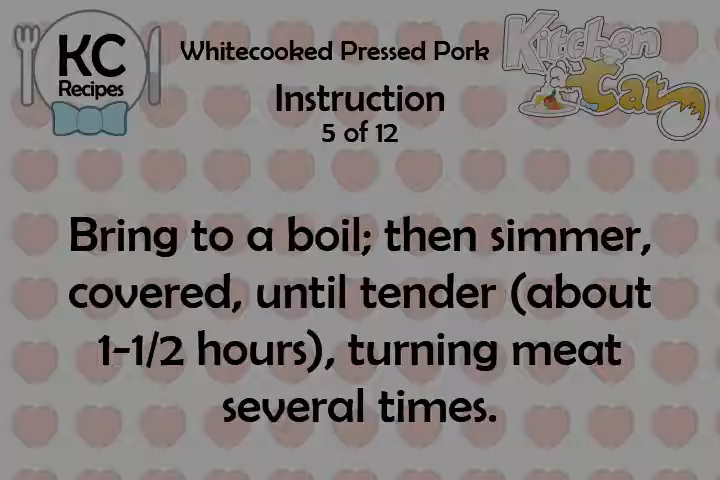 KC
Recipes
Whitecooked Pressed Pork
Instruction
5 of 12
Kitchen
Cat
Bring to a boil; then simmer,
covered, until tender (about
1-1/2 hours), turning meat
several times.